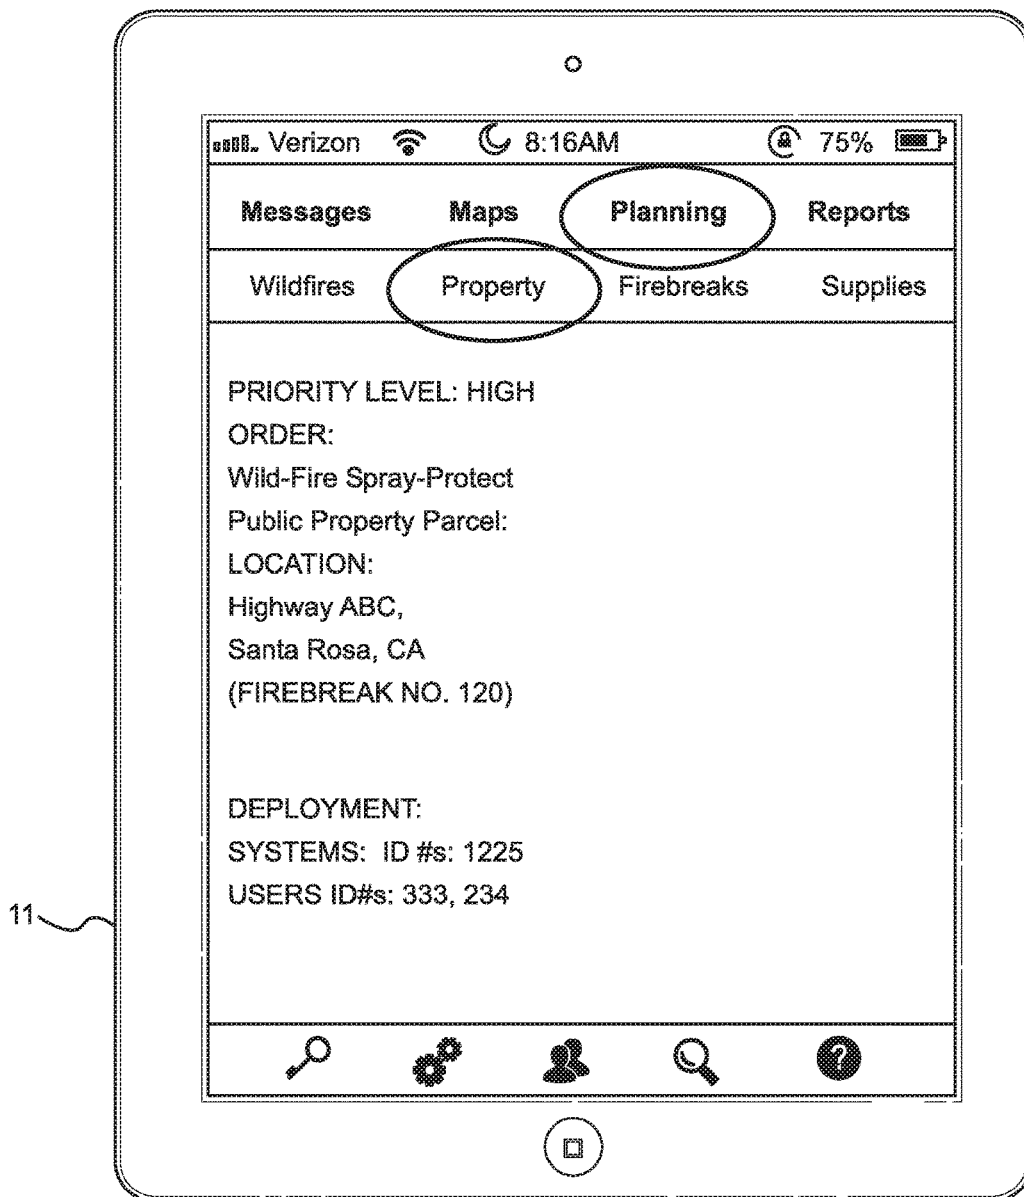 Verizon 8:16AM 75%
Messages Maps Planning Reports
Wildfires Property Firebreaks Supplies
PRIORITY LEVEL: HIGH
ORDER:
Wild-Fire Spray-Protect
Public Property Parcel:
LOCATION:
Highway ABC,
Santa Rosa, CA
(FIREBREAK NO. 120)
DEPLOYMENT:
SYSTEMS: ID #s: 1225
USERS ID#s: 333, 234
11
?